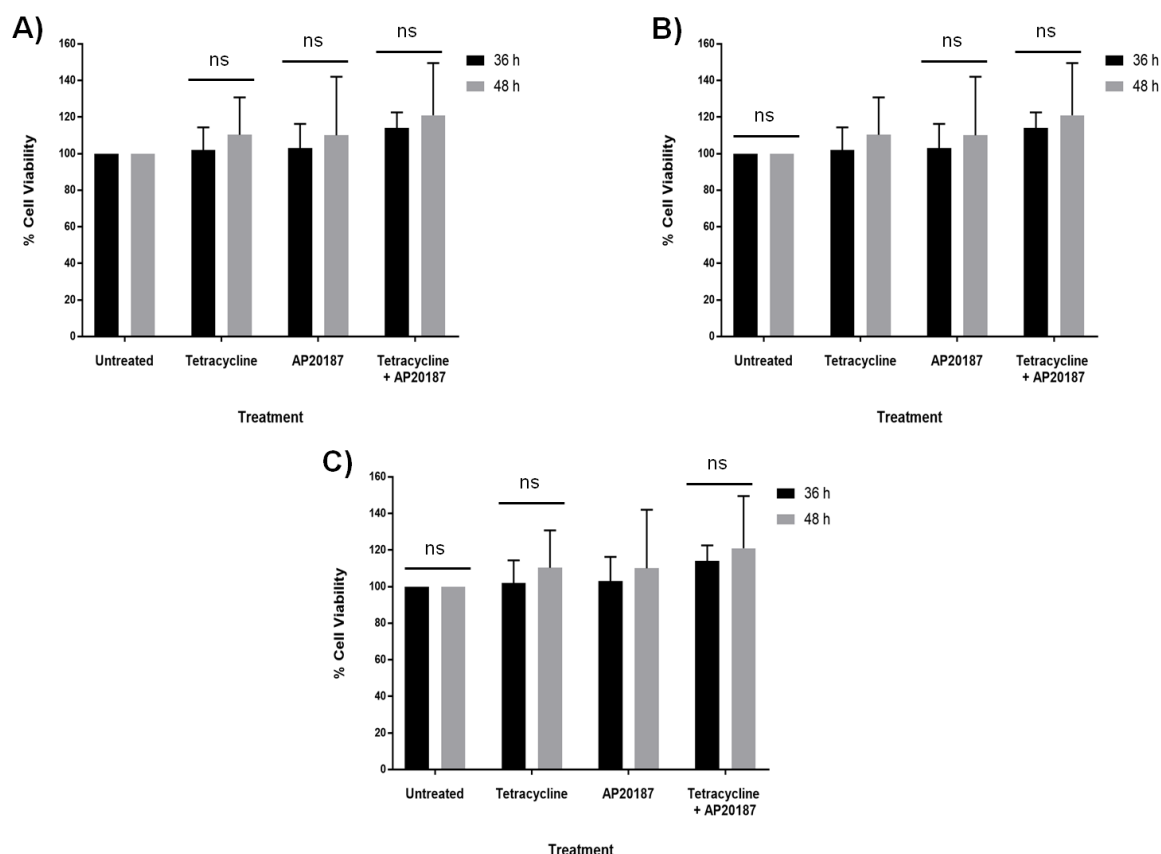 A)
ns
ns
ns
160
140
120
100
80
60
40
20
0
% Cell Viability
36 h
48 h
Untreated
Tetracycline
AP20187
Tetracycline
+ AP20187
Treatment
B)
ns
ns
ns
160
140
120
100
80
60
40
20
0
% Cell Viability
36 h
48 h
Untreated
Tetracycline
AP20187
Tetracycline
+ AP20187
Treatment
C)
ns
ns
ns
160
140
120
100
80
60
40
20
0
% Cell Viability
36 h
48 h
Untreated
Tetracycline
AP20187
Tetracycline
+ AP20187
Treatment